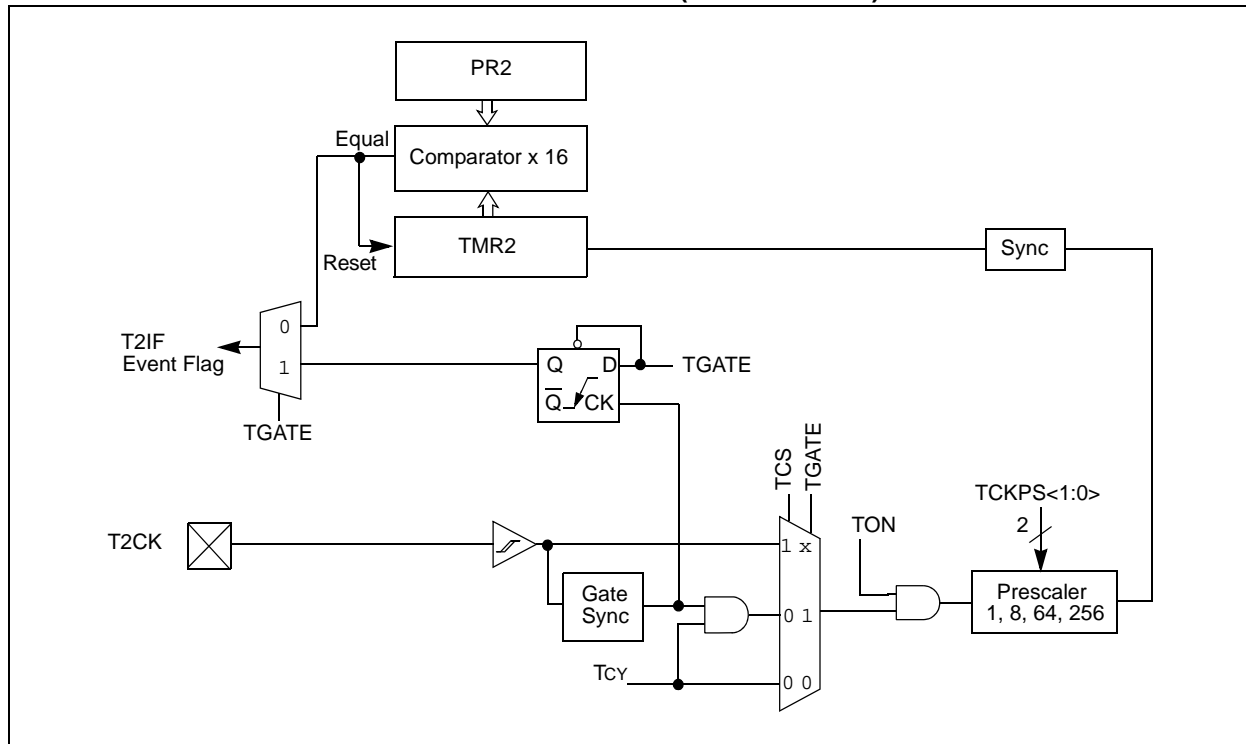 PR2
Equal
Comparator x 16
TMR2
Reset
Sync
T2IF
Event Flag
0
1
TGATE
Q
D
TGATE
Q
CK
TCS
TGATE
TCKPS<1:0>
2
TON
T2CK
1 x
Gate
Sync
0 1
Prescaler
1, 8, 64, 256
TCY
0 0